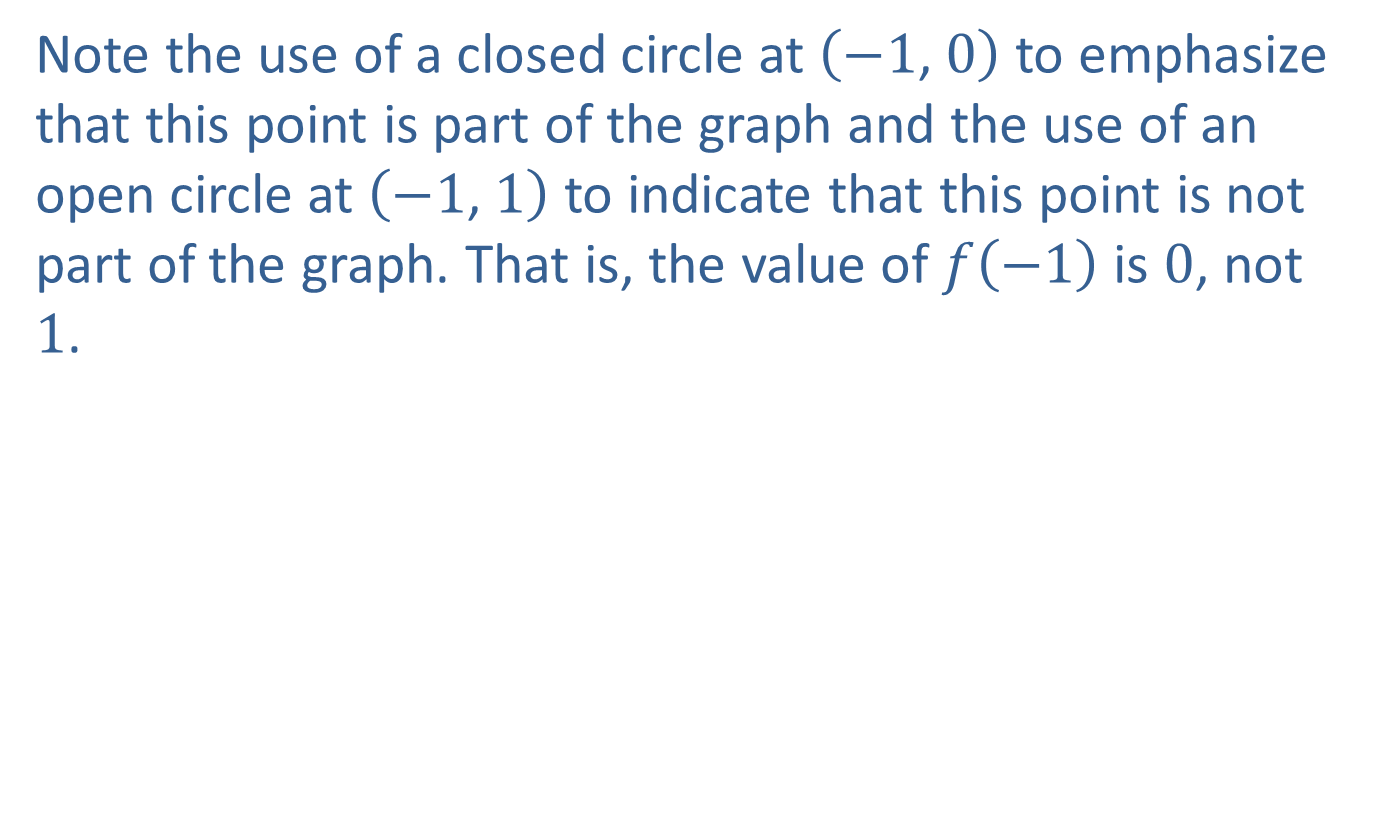 Note the use of a closed circle at (−1, 0) to emphasize
that this point is part of the graph and the use of an
open circle at (−1, 1) to indicate that this point is not
part of the graph. That is, the value of f(−1) is 0, not
1.